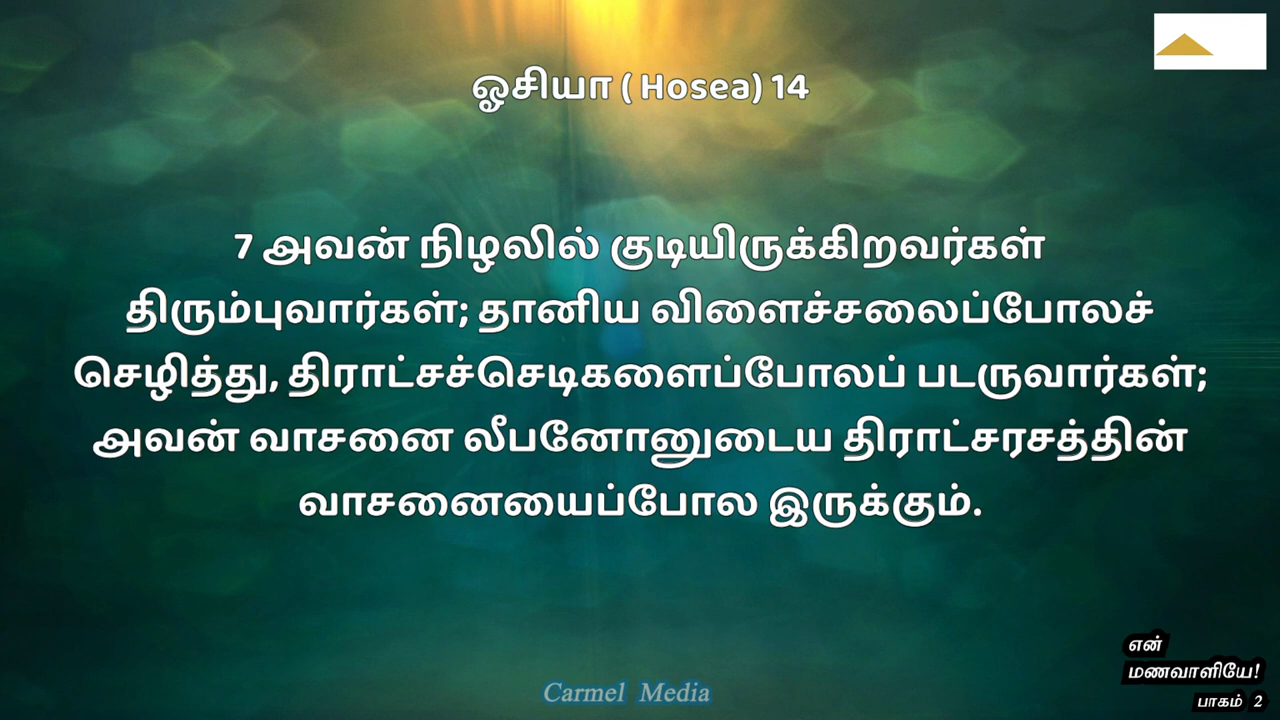 ஓசியா ( Hosea) 14
7 அவன் நிழலில் குடியிருக்கிறவர்கள்
திரும்புவார்கள்; தானிய விளைச்சலைப்போலச்
செழித்து, திராட்சச்செடிகளைப்போலப் படருவார்கள்;
அவன் வாசனை லீபனோனுடைய திராட்சரசத்தின்
வாசனையைப்போல இருக்கும்.
என்
மணவாளியே!
பாகம் 2
Carmel Media